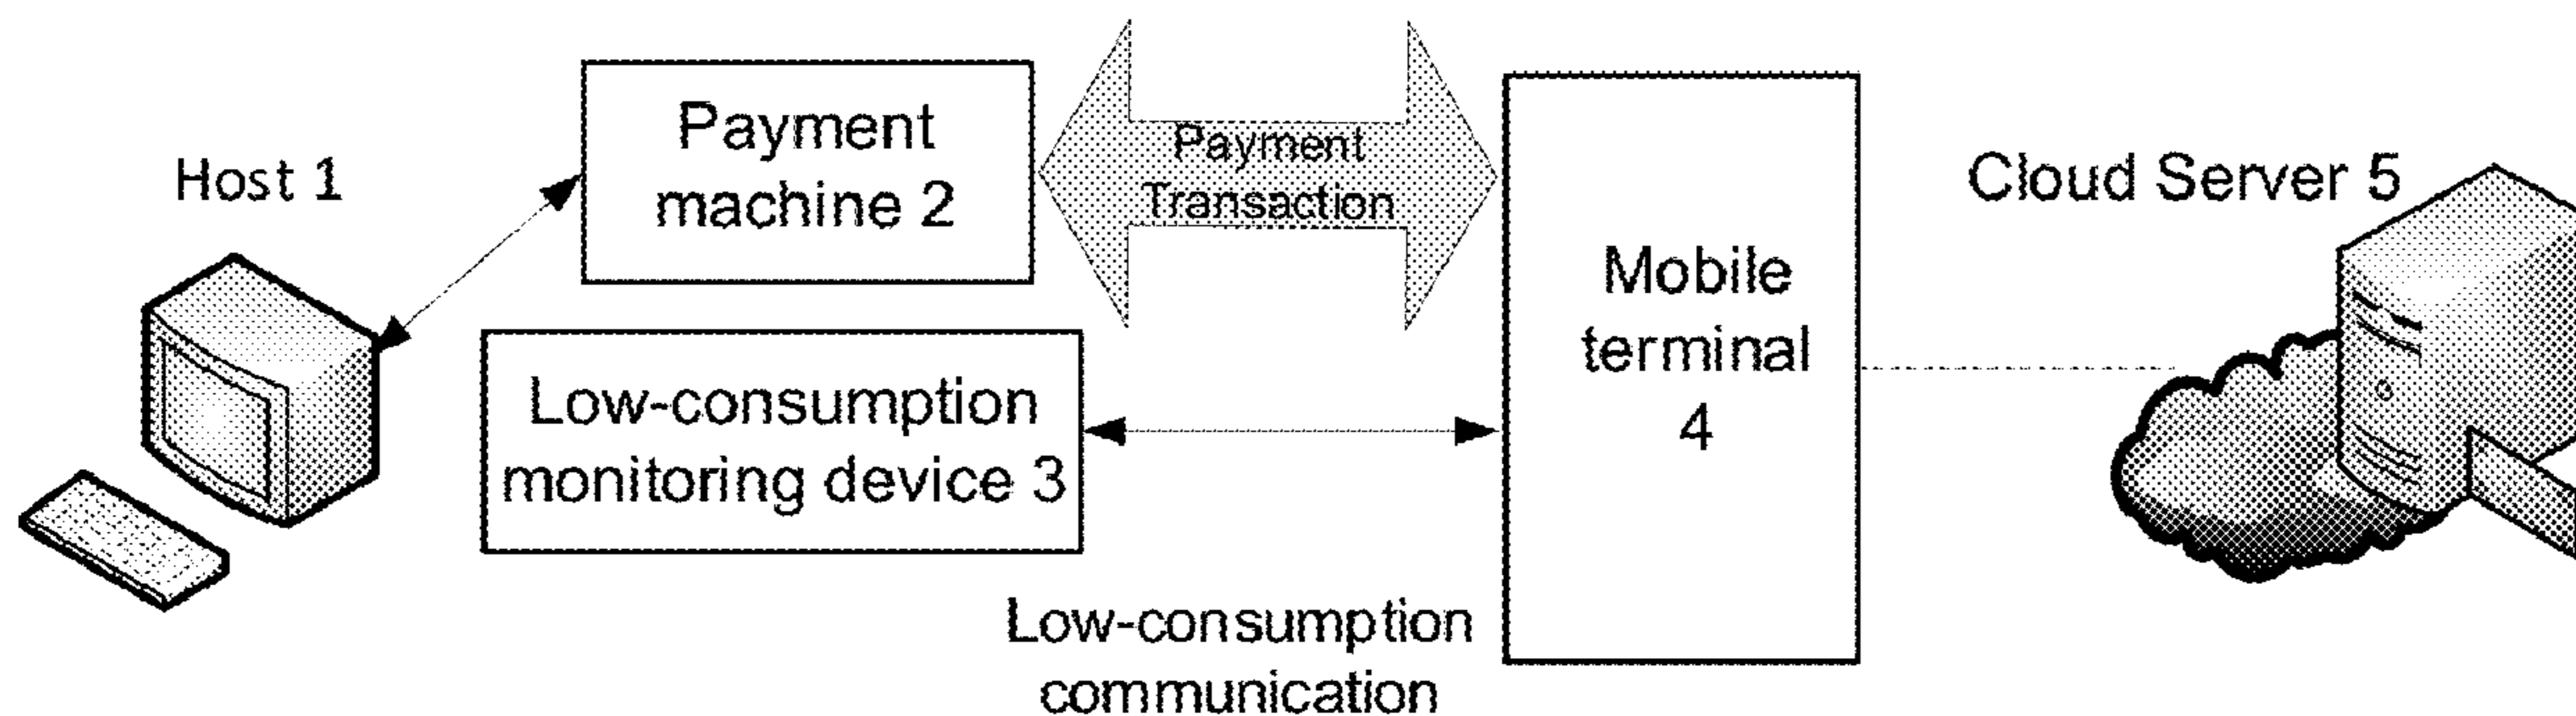 Host 1
Payment
machine 2
Payment
Transaction
Low-consumption
monitoring device 3
Low-consumption
communication
Mobile
terminal
4
Cloud Server 5